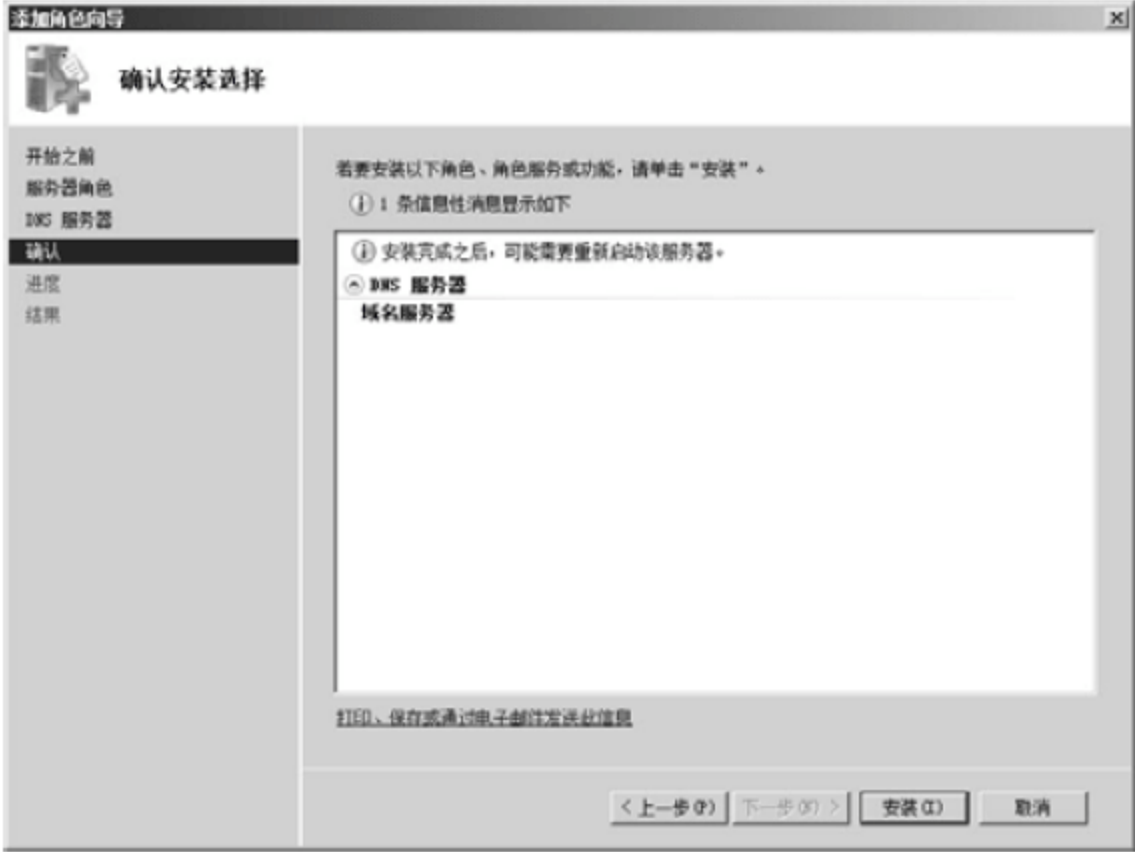 添加角色向导
确认安装选择
开始之前
服务器角色
DNS 服务器
确认
进度
结果
若要安装以下角色、角色服务或功能，请单击“安装”。
1 条信息性消息显示如下
安装完成之后，可能需要重新启动该服务器。
DNS 服务器
域名服务器
打印、保存或通过电子邮件发送此信息
< 上一步(P)
下一步(N) >
安装(I)
取消